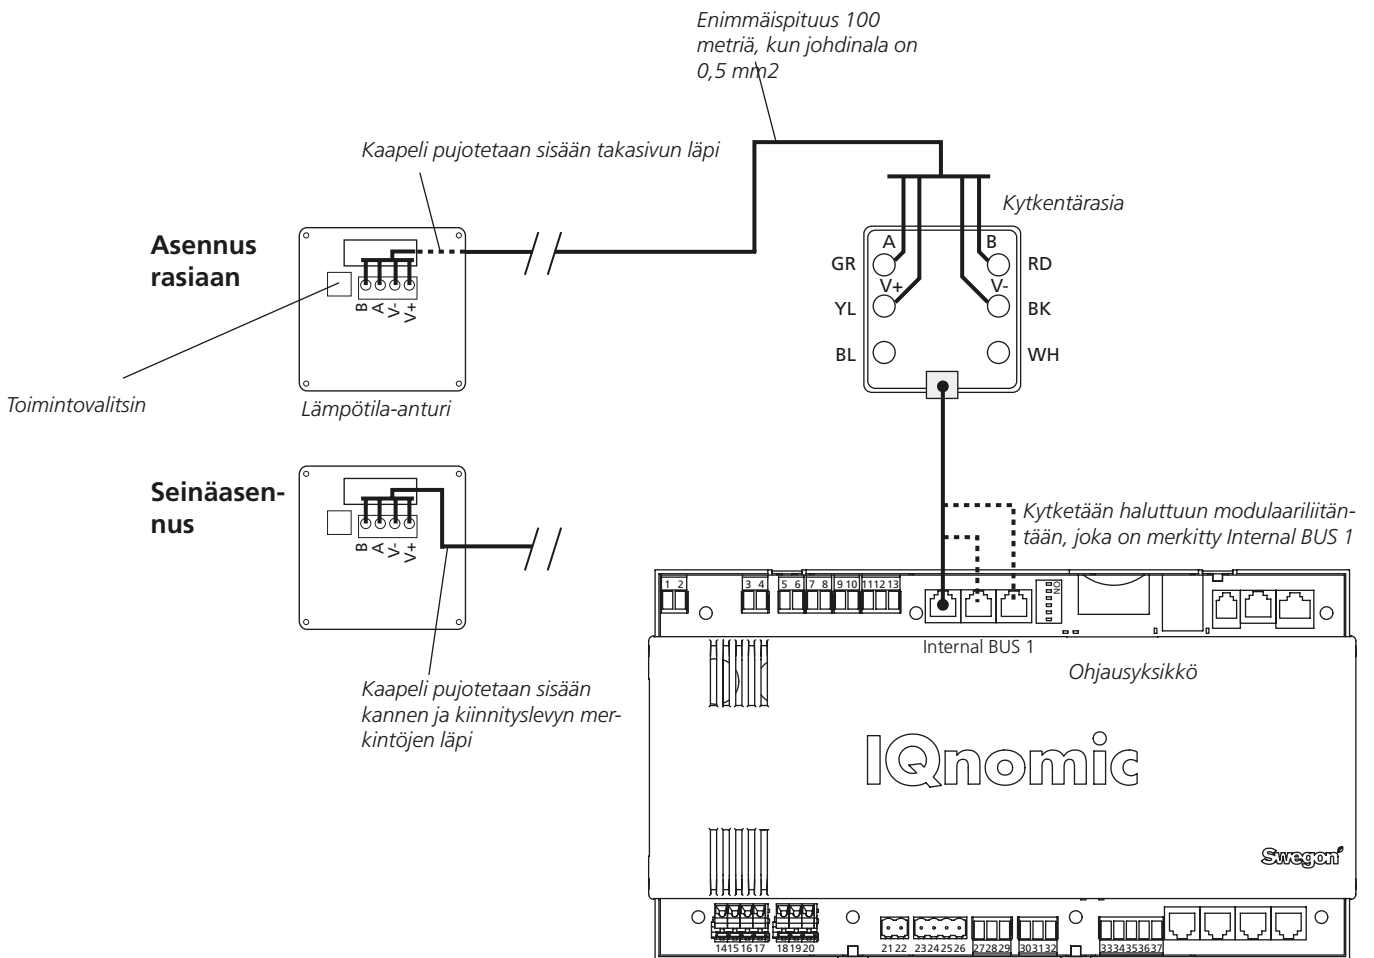 Enimmäispituus 100
metriä, kun johdinala on
0,5 mm2
Kaapeli pujotetaan sisään takasivun läpi
Kytkentärasia
Asennus
rasiaan
A B
GR RD
V+ V-
YL BK
BL WH
B A V- V+
Toimintovalitsin
Lämpötila-anturi
Seinäasen-
nus
B A V- V+
Kytketään haluttuun modulaariliitän-
tään, joka on merkitty Internal BUS 1
1 2 3 4 5 6 7 8 9 10 11 12 13
ON
Internal BUS 1
Ohjausyksikkö
Kaapeli pujotetaan sisään
kannen ja kiinnityslevyn mer-
kintöjen läpi
IQnomic
Swegon
14 15 16 17 18 19 20 21 22 23 24 25 26 27 28 29 30 31 32 33 34 35 36 37